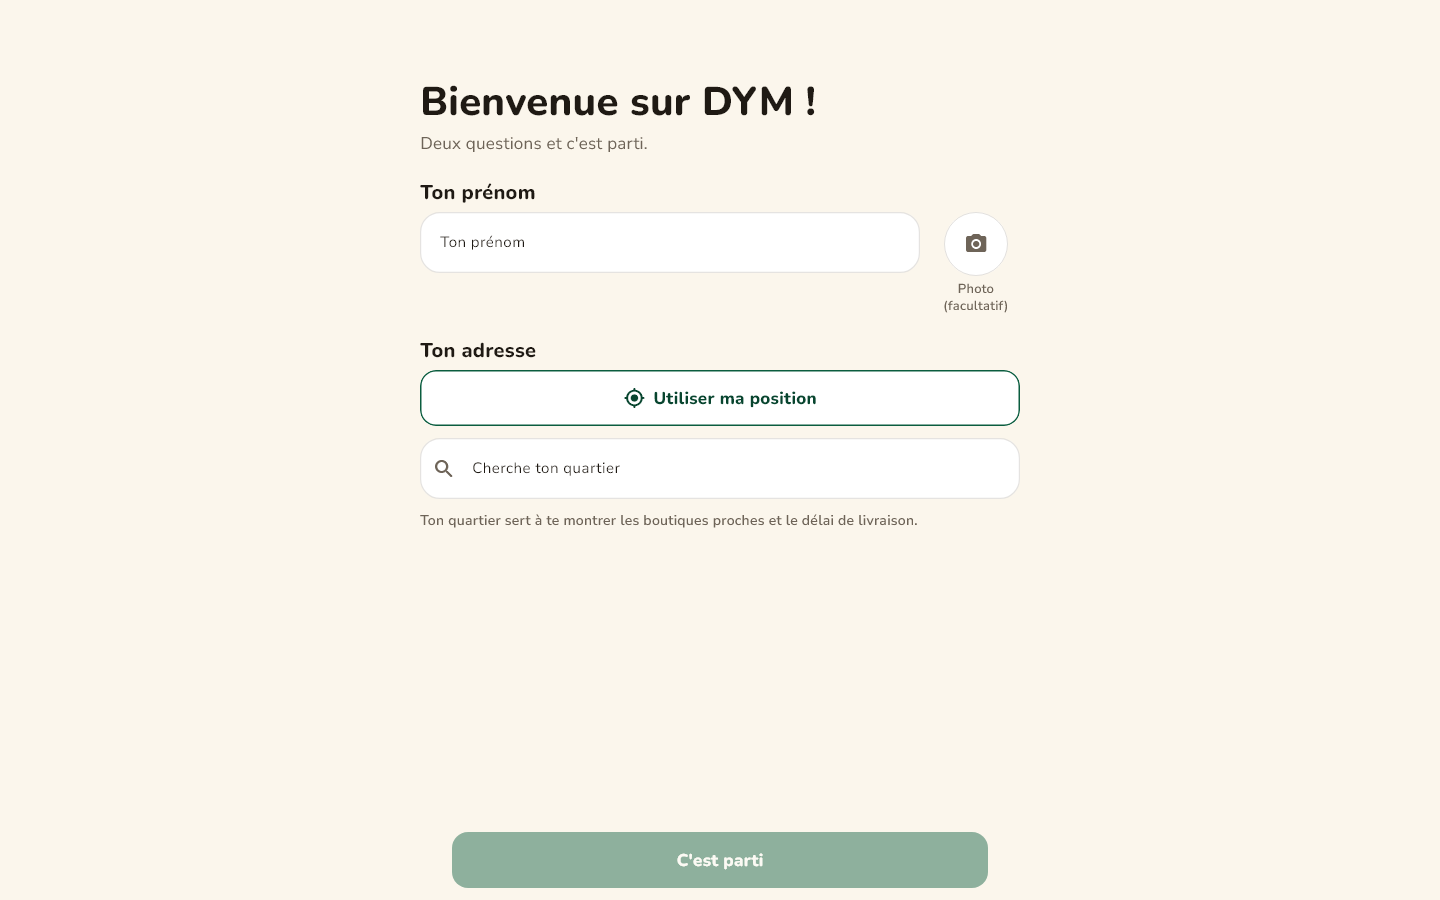 Bienvenue sur DYM !
Deux questions et c'est parti.
Ton prénom
Ton prénom
Photo
(facultatif)
Ton adresse
Utiliser ma position
Cherche ton quartier
Ton quartier sert à te montrer les boutiques proches et le délai de livraison.
C'est parti